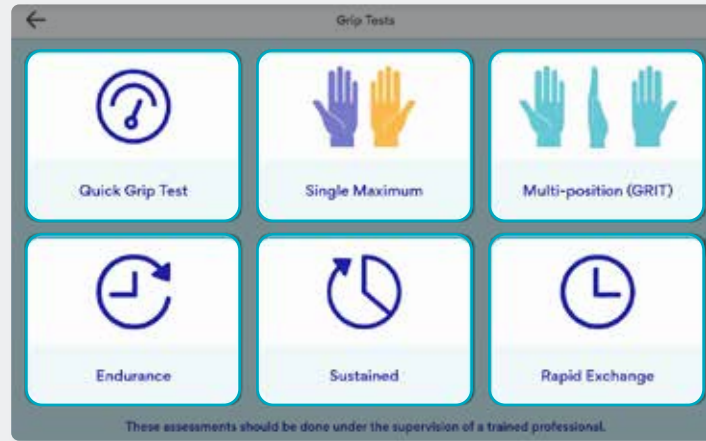 Grip Tests
Quick Grip Test
Single Maximum
Multi-position (GRIT)
Endurance
Sustained
Rapid Exchange
These assessments should be done under the supervision of a trained professional.